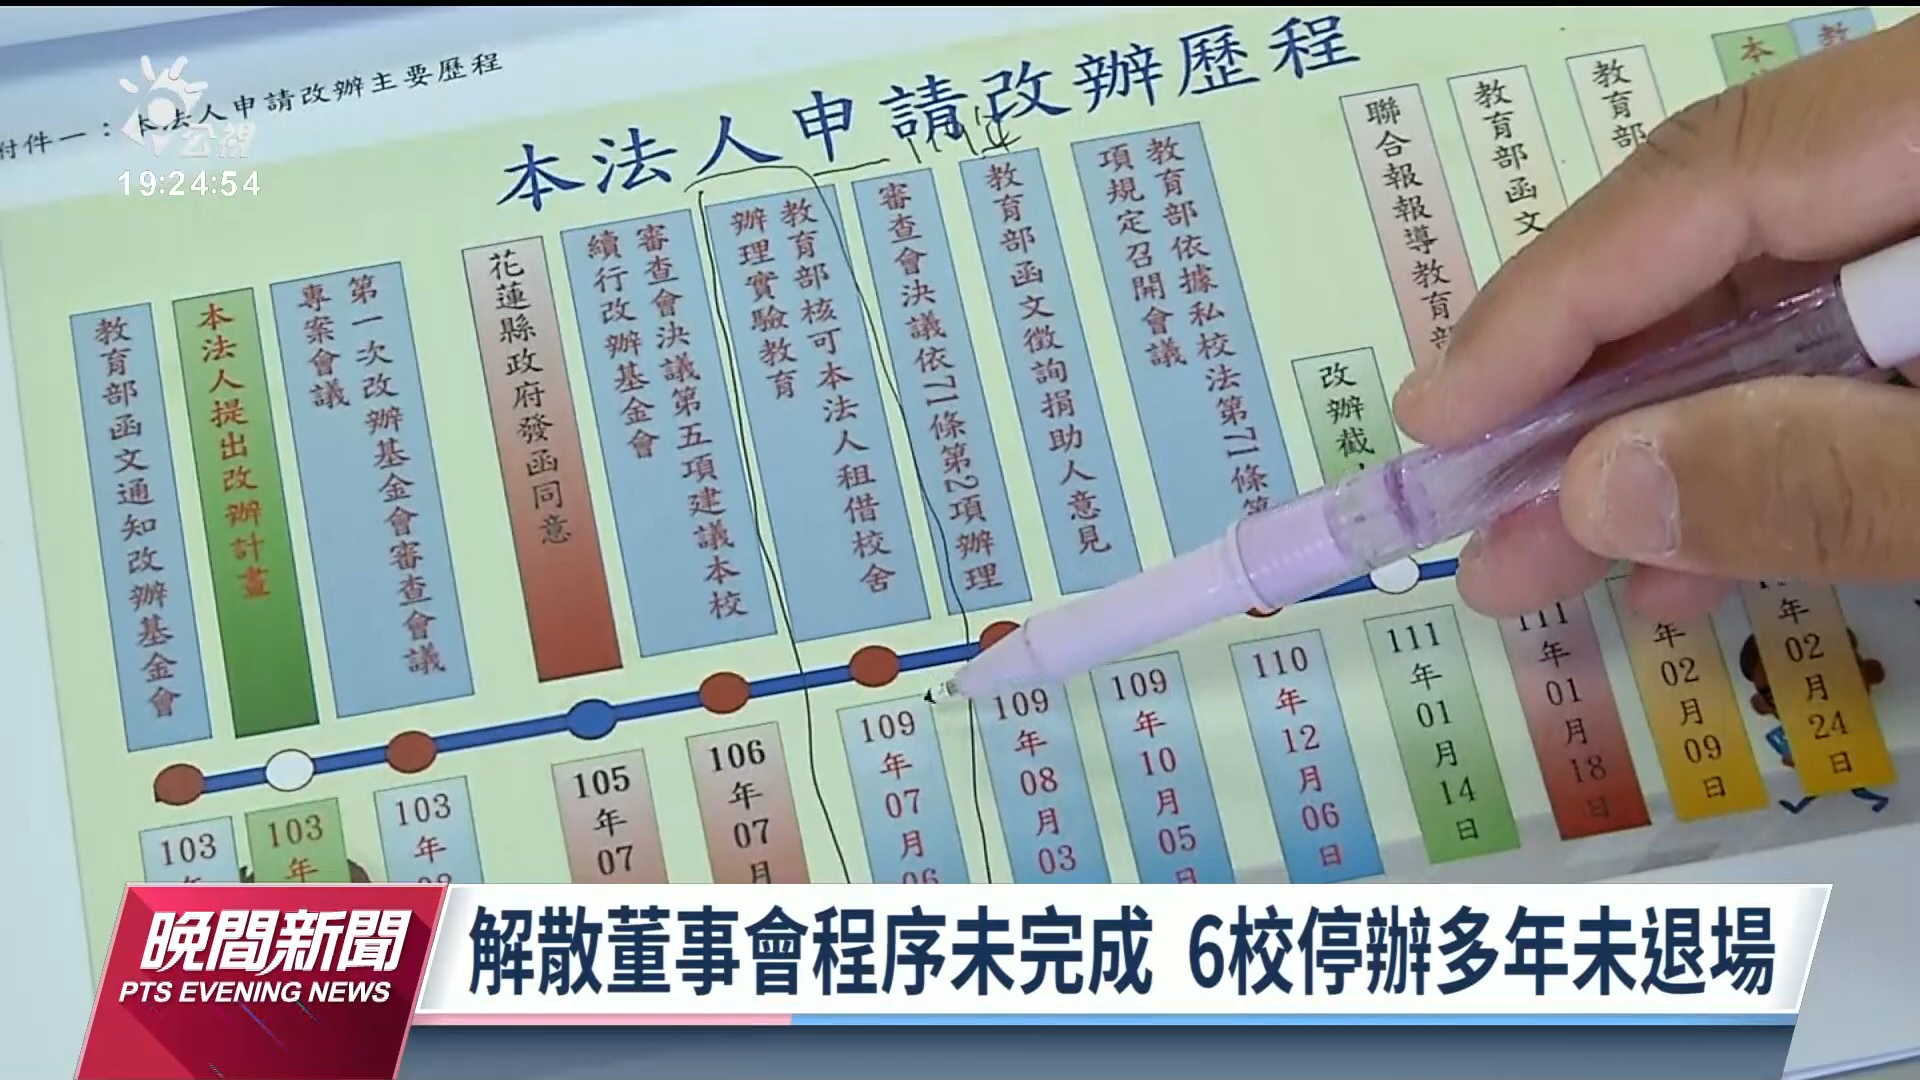 附件一：本法人申請改辦主要歷程
公視
19:24:54
本法人申請改辦歷程
教育部函文通知改辦基金會
本法人提出改辦計畫
第一次改辦基金會審查會議
專案會議
花蓮縣政府發函同意
審查會決議第五項建議本校
續行改辦基金會
教育部核可本法人租借校舍
辦理實驗教育
審查會決議依71條第2項辦理
教育部函文徵詢捐助人意見
教育部依據私校法第71條第
項規定召開會議
改辦截
聯合報報導教育部
教育部函文
教育部
本
教
103
103年
103年
105年07
106年07月
109年07月06
109年08月03
109年10月05日
110年12月06日
111年01月14日
111年01月18日
年02月09日
年02月24日
晚間新聞
PTS EVENING NEWS
解散董事會程序未完成 6校停辦多年未退場